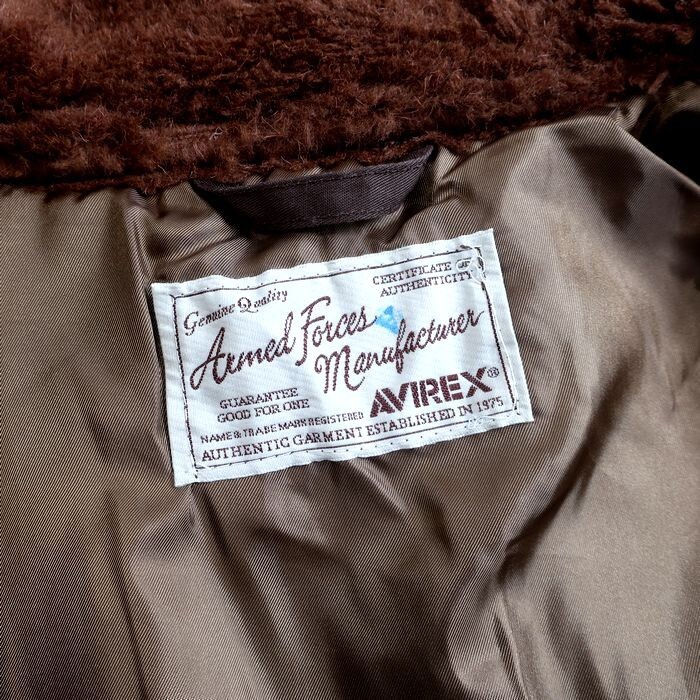 Genuine Quality
CERTIFICATE OF
AUTHENTICITY
Armed Forces
Manufacturer
GUARANTEE
GOOD FOR ONE
AVIREX®
NAME & TRADE MARK REGISTERED
AUTHENTIC GARMENT ESTABLISHED IN 1975